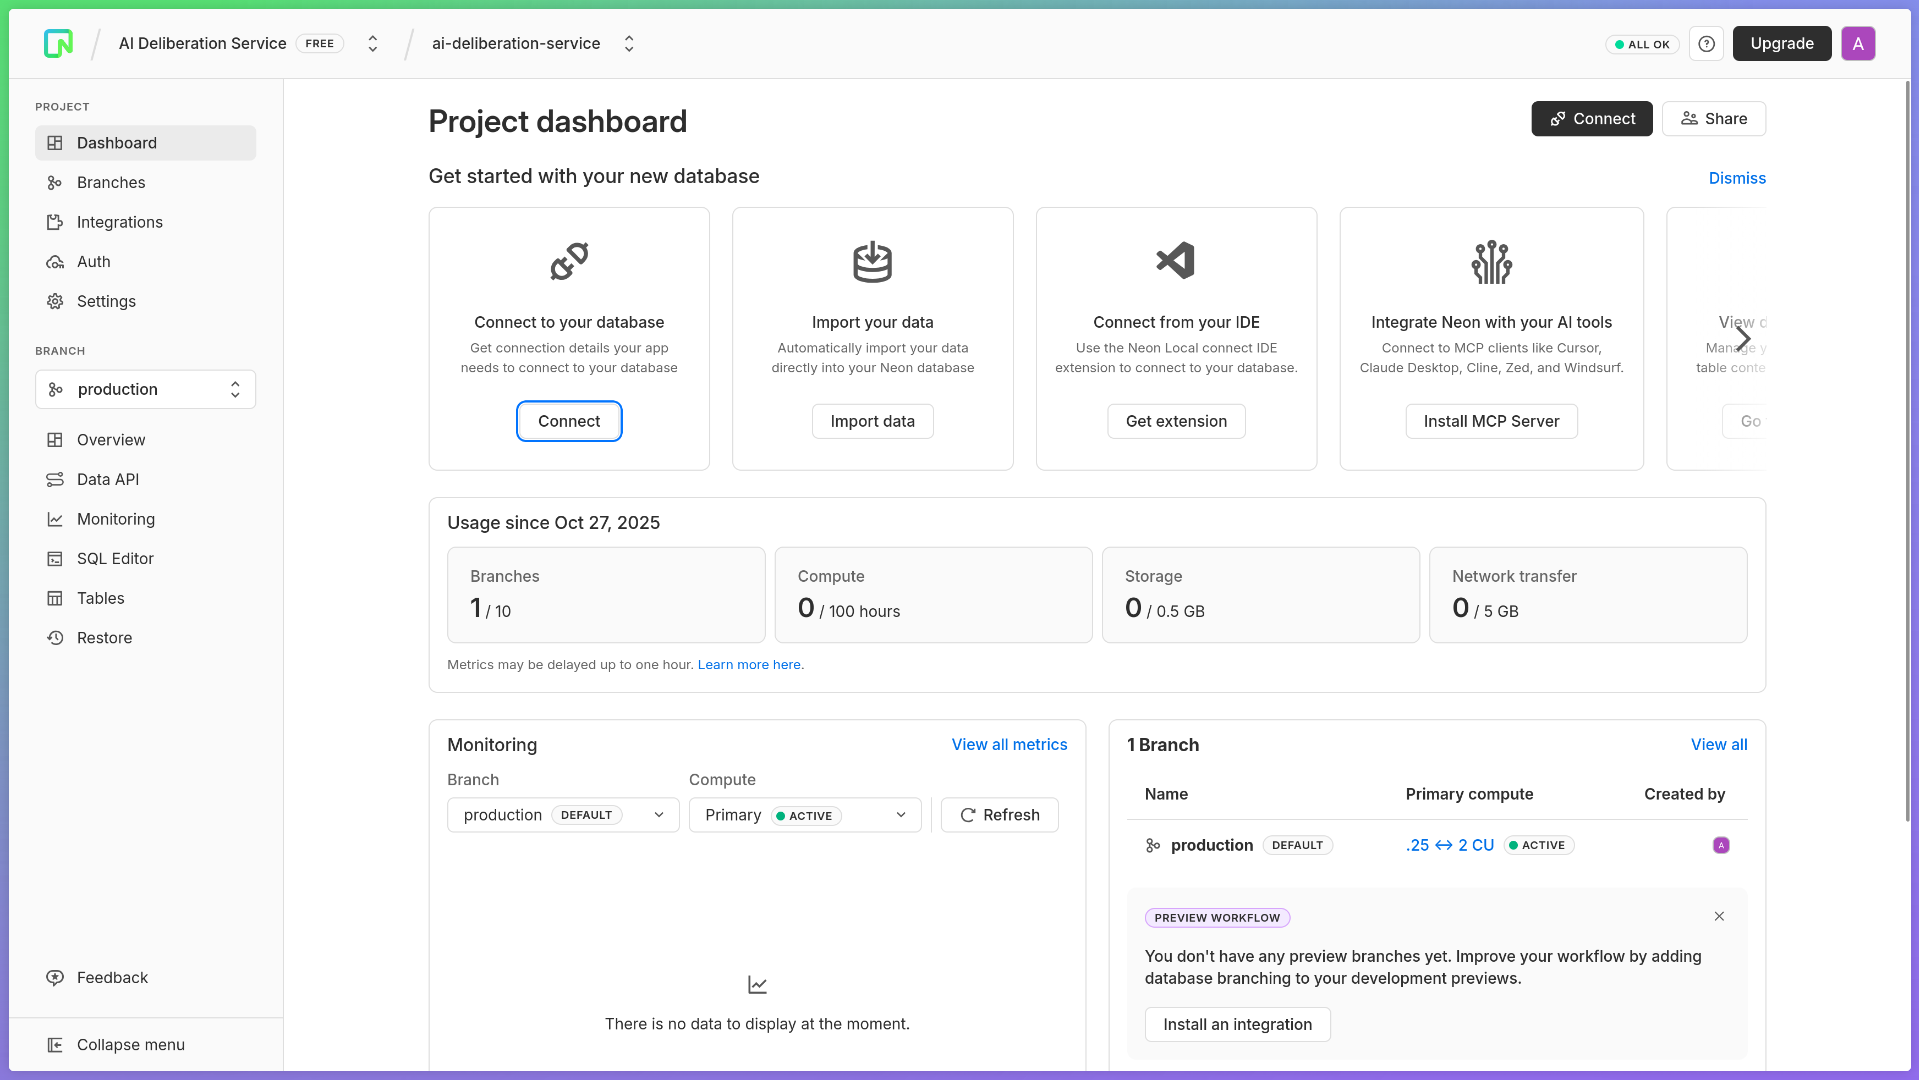 AI Deliberation Service FREE
ai-deliberation-service
ALL OK
Upgrade
A
PROJECT
Dashboard
Branches
Integrations
Auth
Settings
BRANCH
production
Overview
Data API
Monitoring
SQL Editor
Tables
Restore
Feedback
Collapse menu
Project dashboard
Connect
Share
Get started with your new database
Dismiss
Connect to your database
Get connection details your app
needs to connect to your database
Connect
Import your data
Automatically import your data
directly into your Neon database
Import data
Connect from your IDE
Use the Neon Local connect IDE
extension to connect to your database.
Get extension
Integrate Neon with your AI tools
Connect to MCP clients like Cursor,
Claude Desktop, Cline, Zed, and Windsurf.
Install MCP Server
View d
Manage y
table conte
Go
Usage since Oct 27, 2025
Branches
1 / 10
Compute
0 / 100 hours
Storage
0 / 0.5 GB
Network transfer
0 / 5 GB
Metrics may be delayed up to one hour. Learn more here.
Monitoring
View all metrics
Branch
Compute
production DEFAULT
Primary ACTIVE
Refresh
There is no data to display at the moment.
1 Branch
View all
Name Primary compute Created by
production DEFAULT .25 ↔ 2 CU ACTIVE A
PREVIEW WORKFLOW
You don't have any preview branches yet. Improve your workflow by adding
database branching to your development previews.
Install an integration